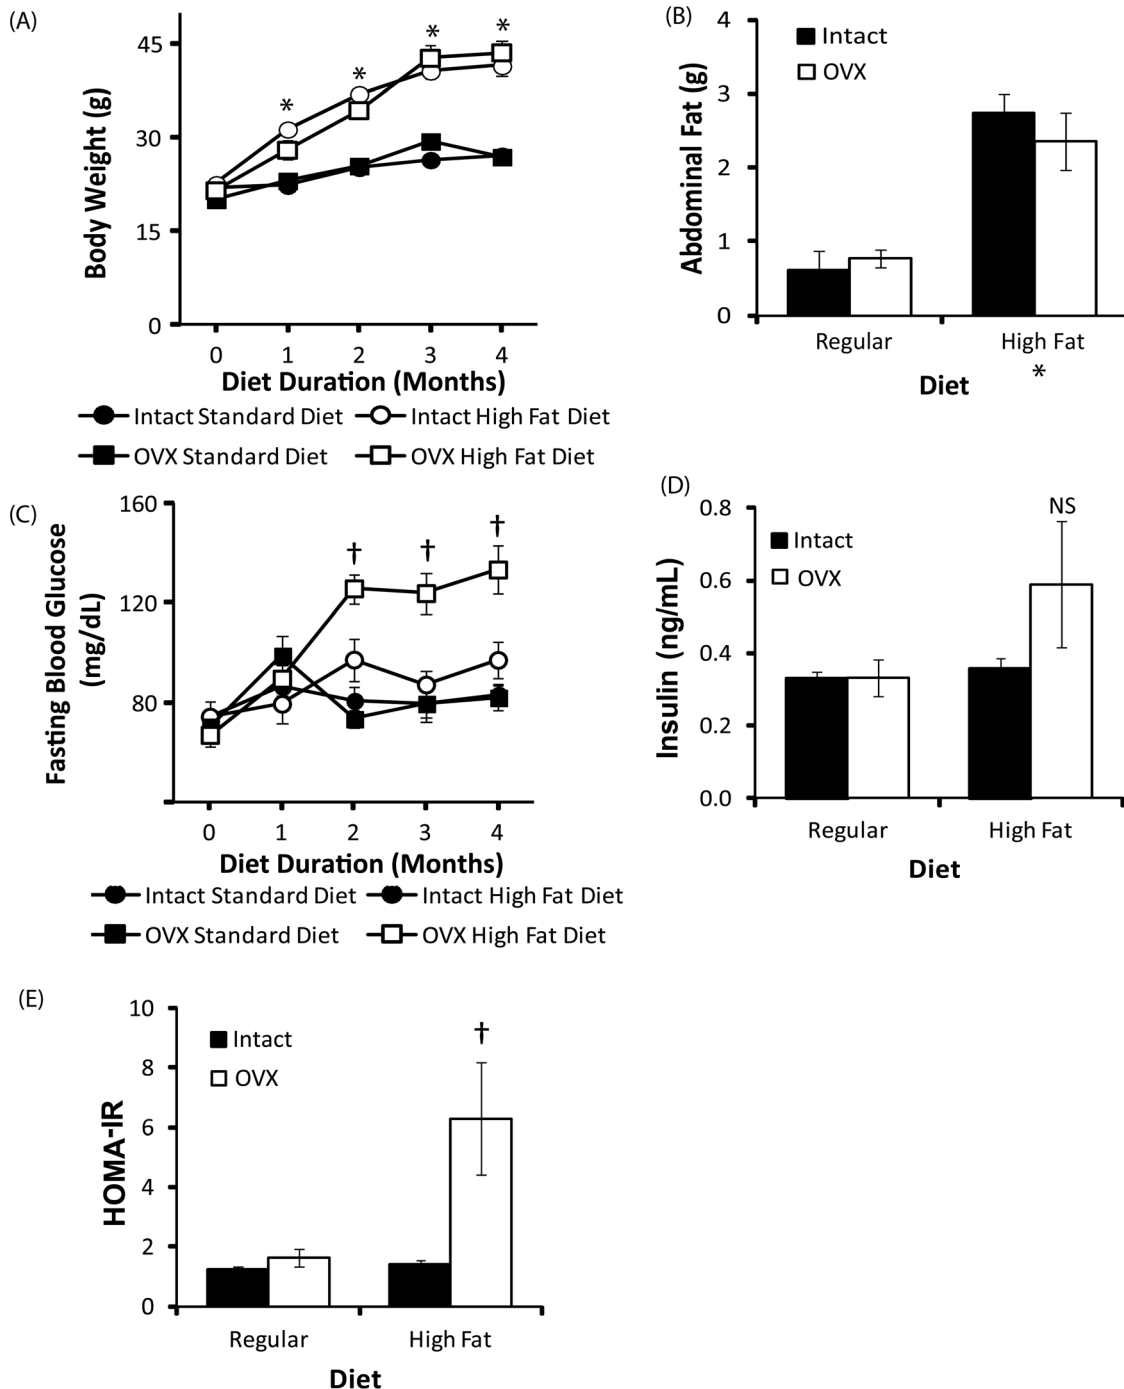 (A)
Body Weight (g)
45
30
15
0
*
*
*
*
0 1 2 3 4
Diet Duration (Months)
Intact Standard Diet Intact High Fat Diet
OVX Standard Diet OVX High Fat Diet
(B)
Abdominal Fat (g)
4
3
2
1
0
Intact
OVX
Regular High Fat
*
Diet
(C)
Fasting Blood Glucose
(mg/dL)
160
120
80
† † †
0 1 2 3 4
Diet Duration (Months)
Intact Standard Diet Intact High Fat Diet
OVX Standard Diet OVX High Fat Diet
(D)
Insulin (ng/mL)
0.8
0.6
0.4
0.2
0.0
Intact
OVX
NS
Regular High Fat
Diet
(E)
HOMA-IR
10
8
6
4
2
0
Intact
OVX
†
Regular High Fat
Diet